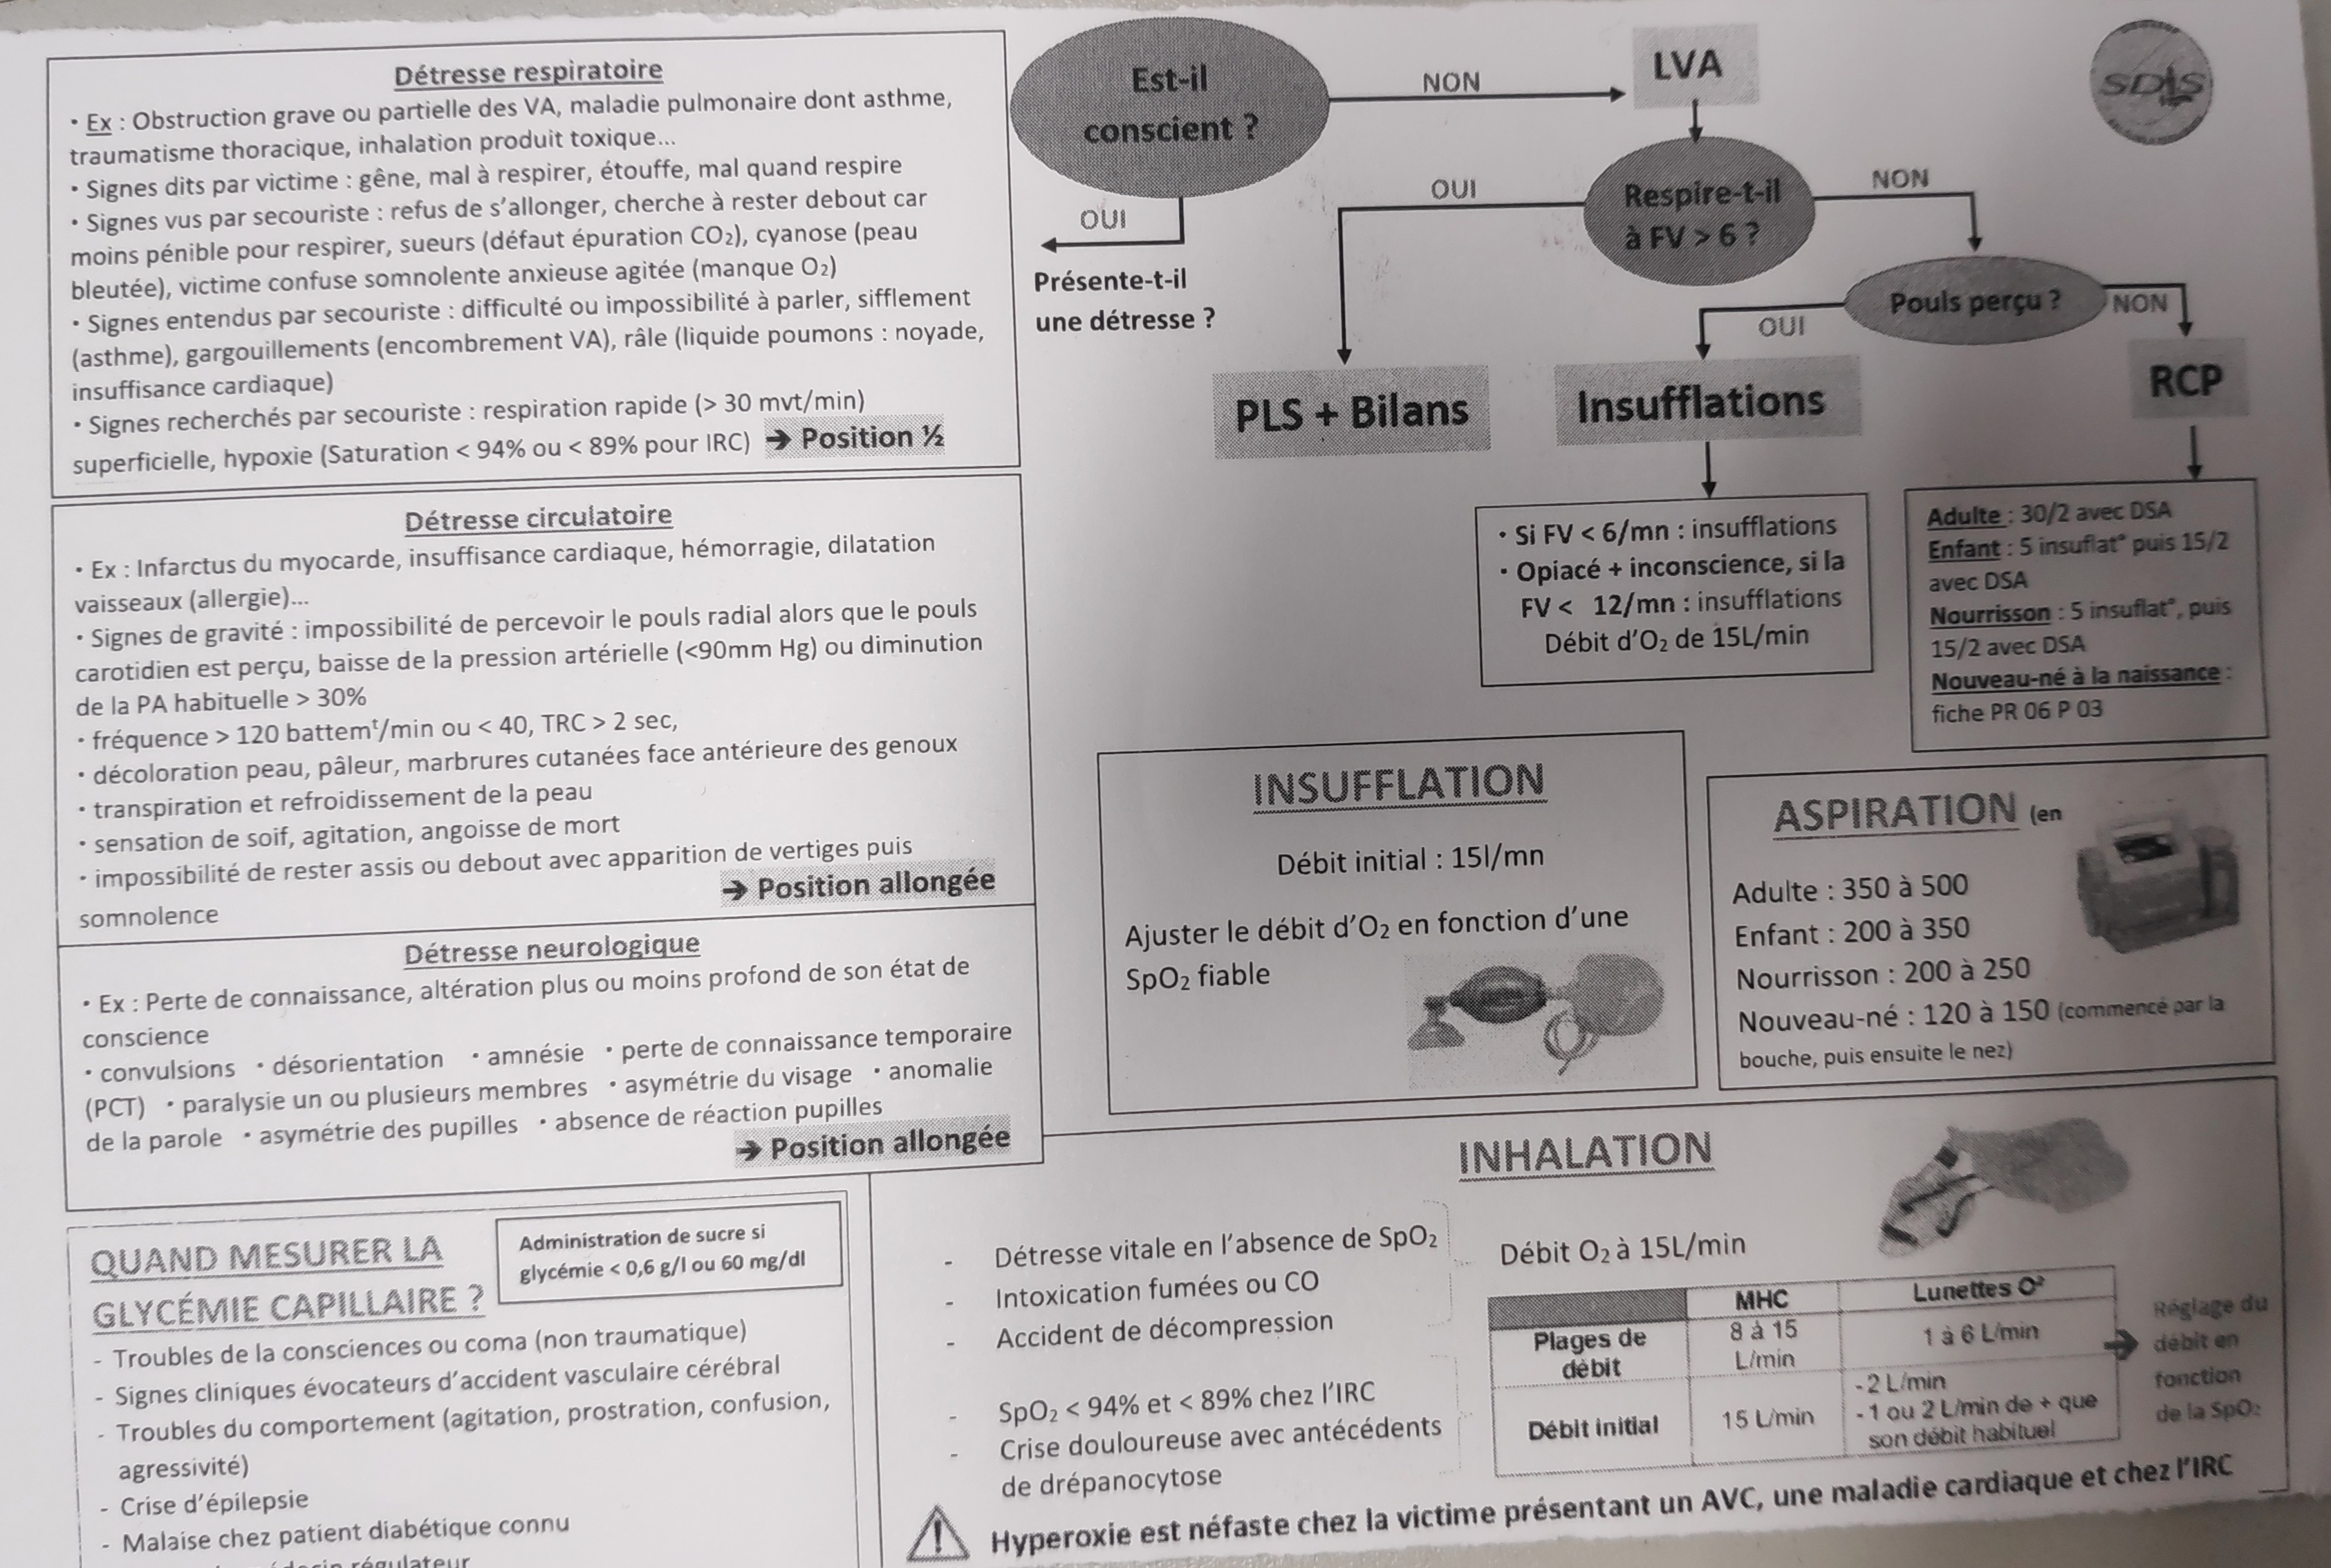 Détresse respiratoire
• Ex : Obstruction grave ou partielle des VA, maladie pulmonaire dont asthme,
traumatisme thoracique, inhalation produit toxique...
• Signes dits par victime : gêne, mal à respirer, étouffe, mal quand respire
• Signes vus par secouriste : refus de s'allonger, cherche à rester debout car
moins pénible pour respirer, sueurs (défaut épuration CO₂), cyanose (peau
bleutée), victime confuse somnolente anxieuse agitée (manque O₂)
• Signes entendus par secouriste : difficulté ou impossibilité à parler, sifflement
(asthme), gargouillements (encombrement VA), râle (liquide poumons : noyade,
insuffisance cardiaque)
• Signes recherchés par secouriste : respiration rapide (> 30 mvt/min)
superficielle, hypoxie (Saturation < 94% ou < 89% pour IRC) → Position ½
Détresse circulatoire
• Ex : Infarctus du myocarde, insuffisance cardiaque, hémorragie, dilatation
vaisseaux (allergie)...
• Signes de gravité : impossibilité de percevoir le pouls radial alors que le pouls
carotidien est perçu, baisse de la pression artérielle (<90mm Hg) ou diminution
de la PA habituelle > 30%
• fréquence > 120 battemᵗ/min ou < 40, TRC > 2 sec,
• décoloration peau, pâleur, marbrures cutanées face antérieure des genoux
• transpiration et refroidissement de la peau
• sensation de soif, agitation, angoisse de mort
• impossibilité de rester assis ou debout avec apparition de vertiges puis
somnolence
→ Position allongée
Détresse neurologique
• Ex : Perte de connaissance, altération plus ou moins profond de son état de
conscience
• convulsions • désorientation • amnésie • perte de connaissance temporaire
(PCT) • paralysie un ou plusieurs membres • asymétrie du visage • anomalie
de la parole • asymétrie des pupilles • absence de réaction pupilles
→ Position allongée
QUAND MESURER LA
GLYCÉMIE CAPILLAIRE ?
Administration de sucre si
glycémie < 0,6 g/l ou 60 mg/dl
- Troubles de la consciences ou coma (non traumatique)
- Signes cliniques évocateurs d'accident vasculaire cérébral
- Troubles du comportement (agitation, prostration, confusion,
agressivité)
- Crise d'épilepsie
- Malaise chez patient diabétique connu
régulateur
Est-il
conscient ?
NON
LVA
SDIS
OUI
Présente-t-il
une détresse ?
Respire-t-il
à FV > 6 ?
OUI
NON
Pouls perçu ?
OUI
NON
PLS + Bilans
Insufflations
RCP
• Si FV < 6/mn : insufflations
• Opiacé + inconscience, si la
FV < 12/mn : insufflations
Débit d'O₂ de 15L/min
Adulte : 30/2 avec DSA
Enfant : 5 insuflat° puis 15/2
avec DSA
Nourrisson : 5 insuflat°, puis
15/2 avec DSA
Nouveau-né à la naissance :
fiche PR 06 P 03
INSUFFLATION
Débit initial : 15l/mn
Ajuster le débit d'O₂ en fonction d'une
SpO₂ fiable
ASPIRATION (en
Adulte : 350 à 500
Enfant : 200 à 350
Nourrisson : 200 à 250
Nouveau-né : 120 à 150 (commencé par la
bouche, puis ensuite le nez)
INHALATION
- Détresse vitale en l'absence de SpO₂
- Intoxication fumées ou CO
- Accident de décompression
Débit O₂ à 15L/min
- SpO₂ < 94% et < 89% chez l'IRC
- Crise douloureuse avec antécédents
de drépanocytose
MHC
Lunettes O²
Plages de
débit
8 à 15
L/min
1 à 6 L/min
Débit initial
15 L/min
-2 L/min
-1 ou 2 L/min de + que
son débit habituel
→ Réglage du
débit en
fonction
de la SpO₂
! Hyperoxie est néfaste chez la victime présentant un AVC, une maladie cardiaque et chez l'IRC